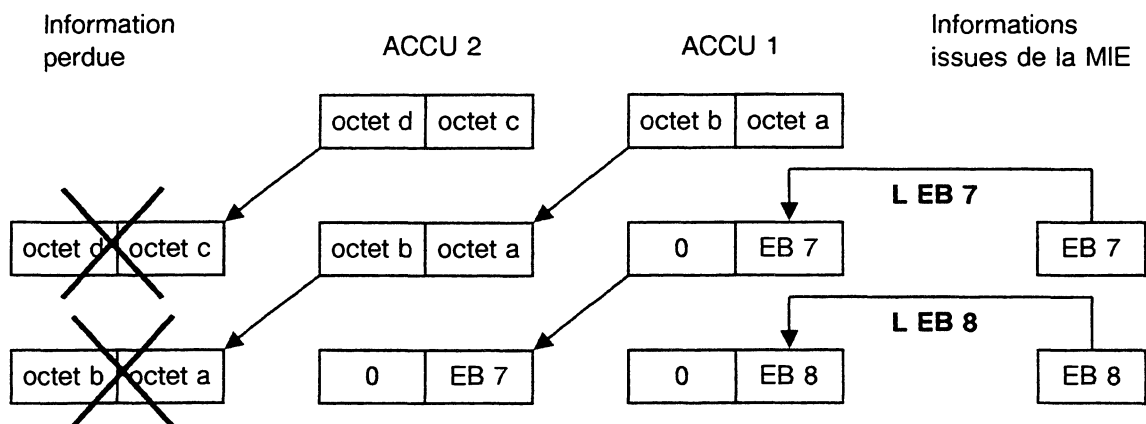 Information
perdue
ACCU 2
ACCU 1
Informations
issues de la MIE
octet d octet c
octet b octet a
L EB 7
octet d octet c
octet b octet a
0 EB 7
EB 7
L EB 8
octet b octet a
0 EB 7
0 EB 8
EB 8